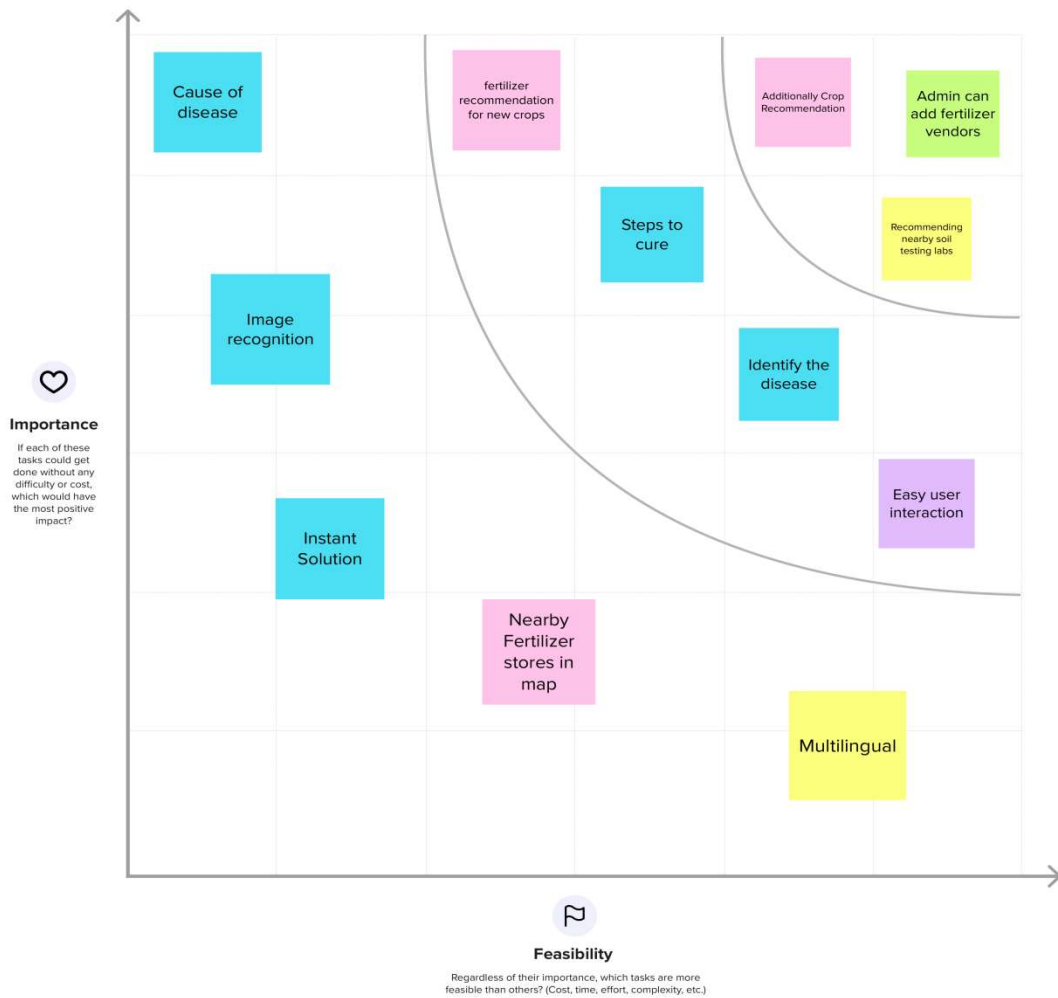 Cause of
disease
fertilizer
recommendation
for new crops
Additionally Crop
Recommendation
Admin can
add fertilizer
vendors
Steps to
cure
Recommending
nearby soil
testing labs
Image
recognition
Identify the
disease
Importance
If each of these
tasks could get
done without any
difficulty or cost,
which would have
the most positive
impact?
Easy user
interaction
Instant
Solution
Nearby
Fertilizer
stores in
map
Multilingual
Feasibility
Regardless of their importance, which tasks are more
feasible than others? (Cost, time, effort, complexity, etc.)